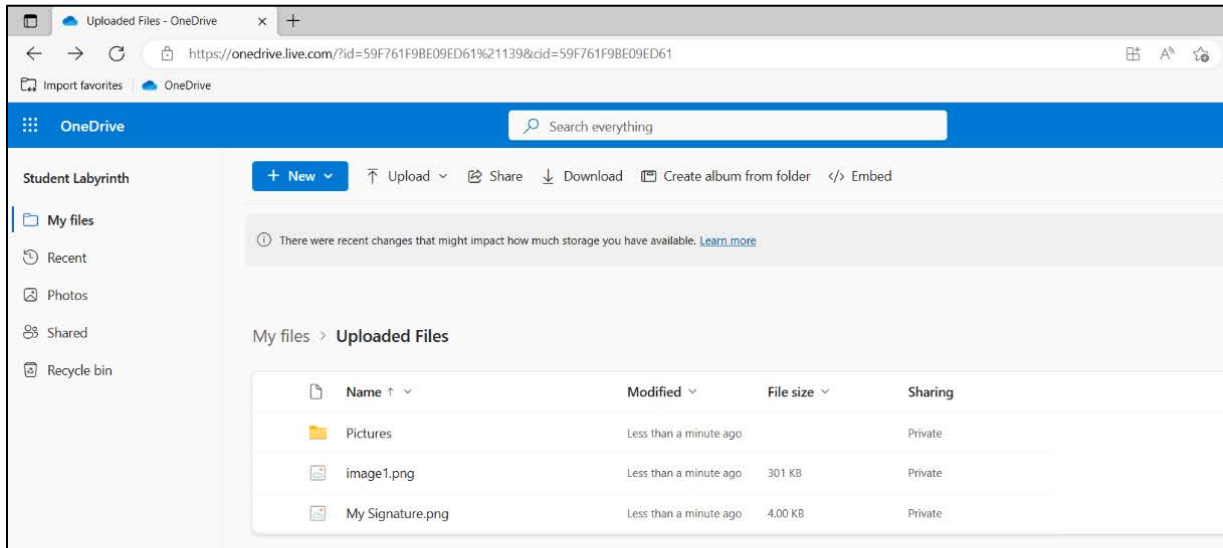 Uploaded Files - OneDrive
https://onedrive.live.com/?id=59F761F9BE09ED61%21139&cid=59F761F9BE09ED61
Import favorites OneDrive
OneDrive Search everything
Student Labyrinth
+ New Upload Share Download Create album from folder </> Embed
My files
There were recent changes that might impact how much storage you have available. Learn more
Recent
Photos
Shared
My files > Uploaded Files
Recycle bin
Name ↑ Modified File size Sharing
Pictures Less than a minute ago Private
image1.png Less than a minute ago 301 KB Private
My Signature.png Less than a minute ago 4.00 KB Private